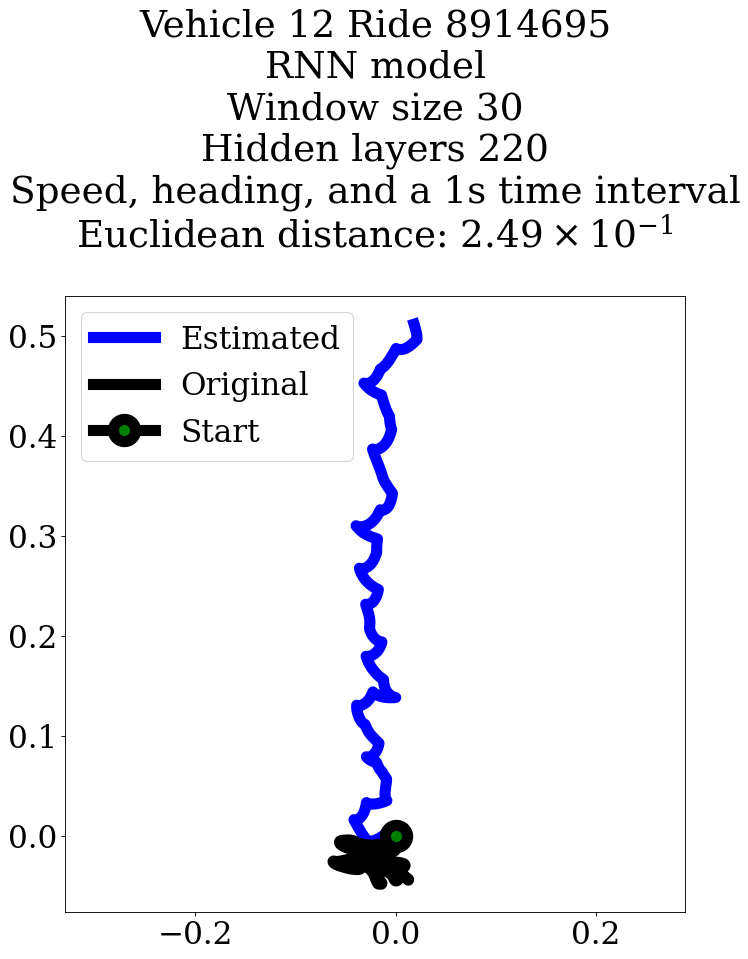 Vehicle 12 Ride 8914695
RNN model
Window size 30
Hidden layers 220
Speed, heading, and a 1s time interval
Euclidean distance: 2.49 × 10⁻¹
Estimated
Original
Start
0.5
0.4
0.3
0.2
0.1
0.0
−0.2
0.0
0.2